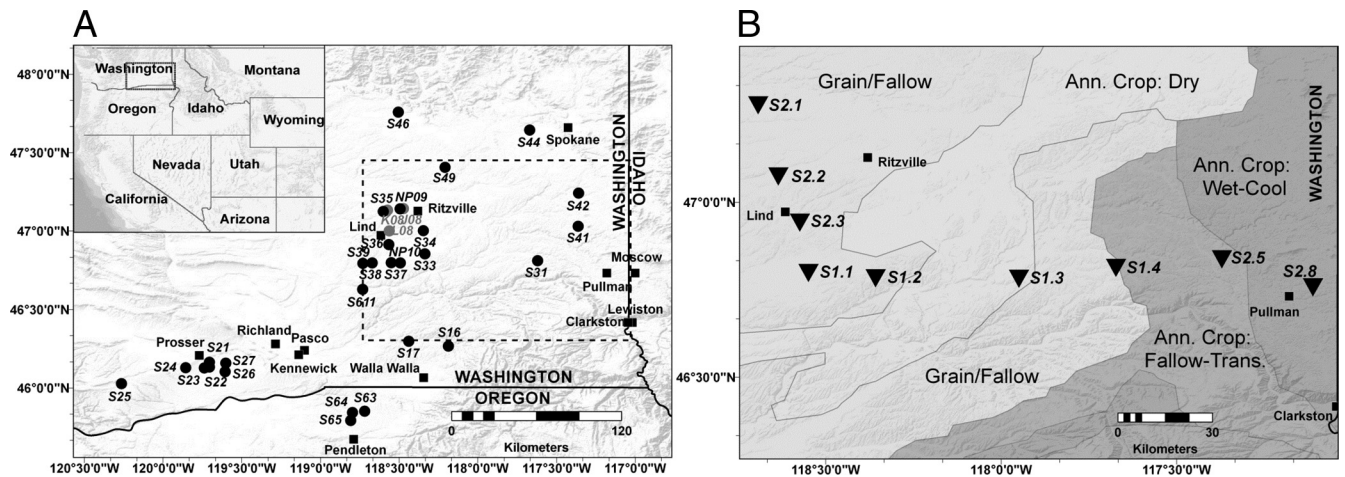 A
48°0'0"N
47°30'0"N
47°0'0"N
46°30'0"N
46°0'0"N
120°30'0"W
120°0'0"W
119°30'0"W
119°0'0"W
118°30'0"W
118°0'0"W
117°30'0"W
117°0'0"W
Washington
Montana
Oregon
Idaho
Wyoming
Nevada
Utah
California
Arizona
S46
S44
Spokane
S49
WASHINGTON
IDAHO
S35
NP09
Ritzville
S42
K08/08
Lind
L08
S36
S34
S41
S39
NP10
S33
S38
S37
S31
Moscow
Pullman
S611
Lewiston
Clarkston
S16
S17
Richland
Pasco
Prosser
S21
Kennewick
S24
S27
S23
S22
S26
S25
Walla Walla
WASHINGTON
OREGON
S64
S63
S65
Pendleton
0
120
Kilometers
B
47°0'0"N
46°30'0"N
118°30'0"W
118°0'0"W
117°30'0"W
Grain/Fallow
Ann. Crop: Dry
S2.1
Ritzville
Ann. Crop:
Wet-Cool
WASHINGTON
S2.2
Lind
S2.3
S1.1
S1.2
S1.3
S1.4
S2.5
S2.8
Pullman
Ann. Crop:
Fallow-Trans.
Grain/Fallow
Clarkston
0
30
Kilometers